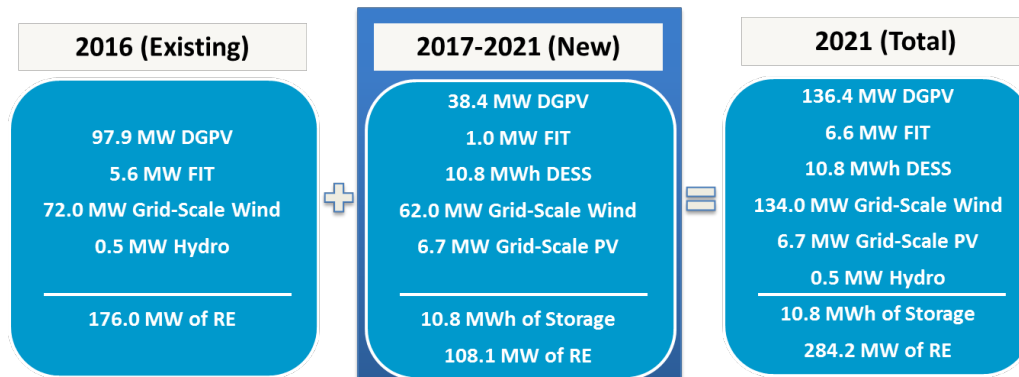 2016 (Existing)
97.9 MW DGPV
5.6 MW FIT
72.0 MW Grid-Scale Wind
0.5 MW Hydro
176.0 MW of RE
2017-2021 (New)
38.4 MW DGPV
1.0 MW FIT
10.8 MWh DESS
62.0 MW Grid-Scale Wind
6.7 MW Grid-Scale PV
10.8 MWh of Storage
108.1 MW of RE
2021 (Total)
136.4 MW DGPV
6.6 MW FIT
10.8 MWh DESS
134.0 MW Grid-Scale Wind
6.7 MW Grid-Scale PV
0.5 MW Hydro
10.8 MWh of Storage
284.2 MW of RE